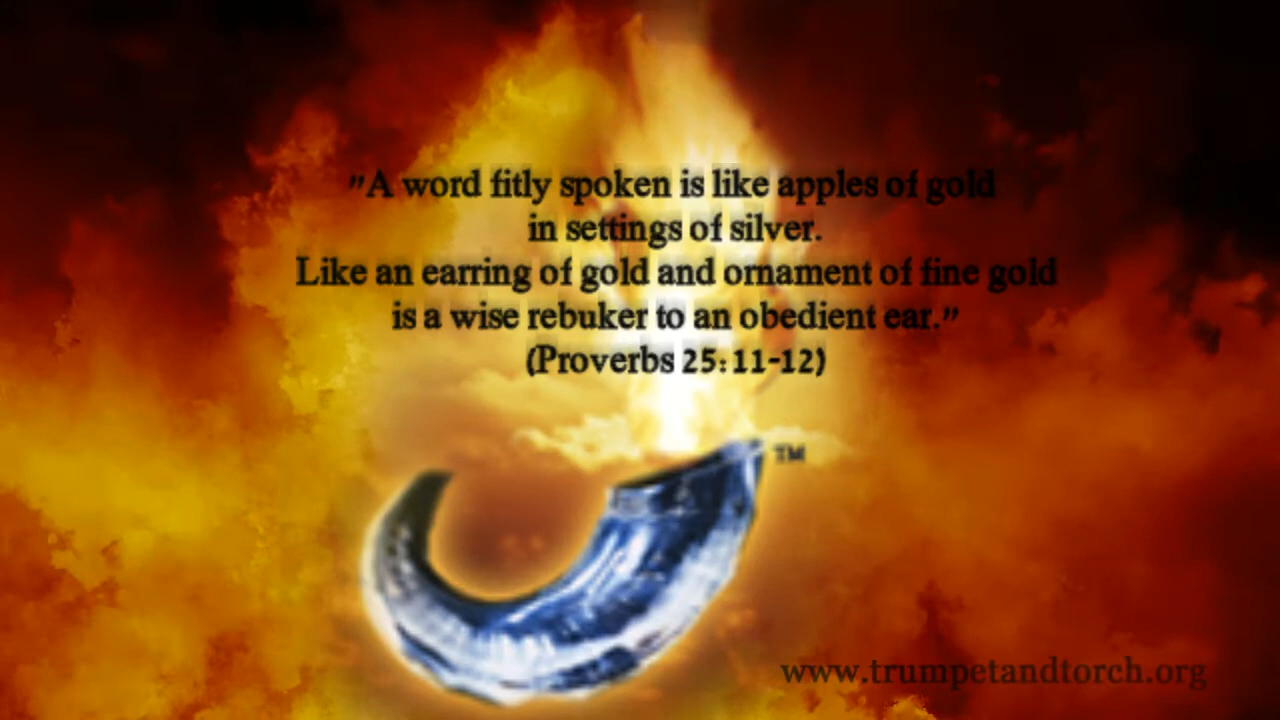 "A word fitly spoken is like apples of gold
in settings of silver.
Like an earring of gold and ornament of fine gold
is a wise rebuker to an obedient ear."
(Proverbs 25:11-12)
TM
www.trumpetandtorch.org